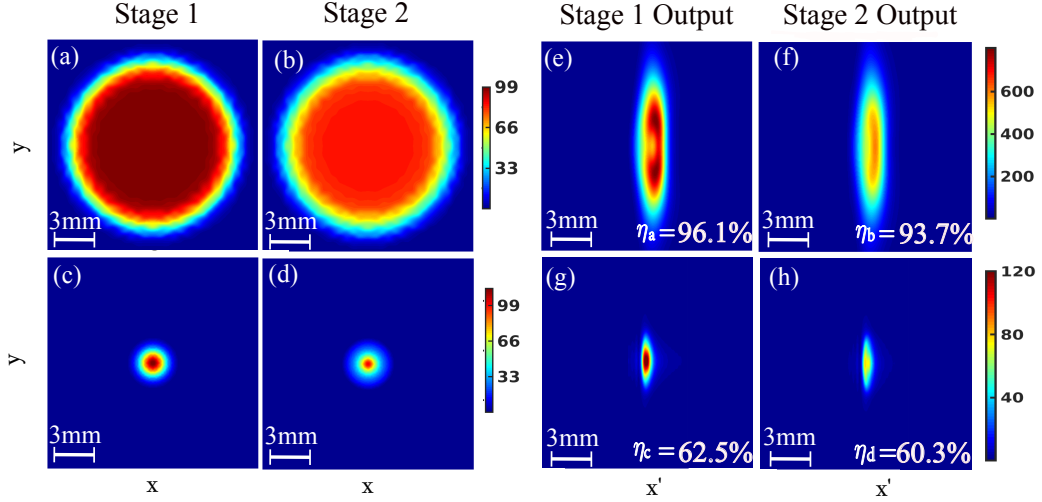 Stage 1 Stage 2 Stage 1 Output Stage 2 Output
(a) (b) (e) (f)
99
66
33
600
400
200
y
3mm 3mm 3mm ηa=96.1% 3mm ηb=93.7%
(c) (d) (g) (h)
99
66
33
120
80
40
y
3mm 3mm 3mm ηc=62.5% 3mm ηd=60.3%
x x x'